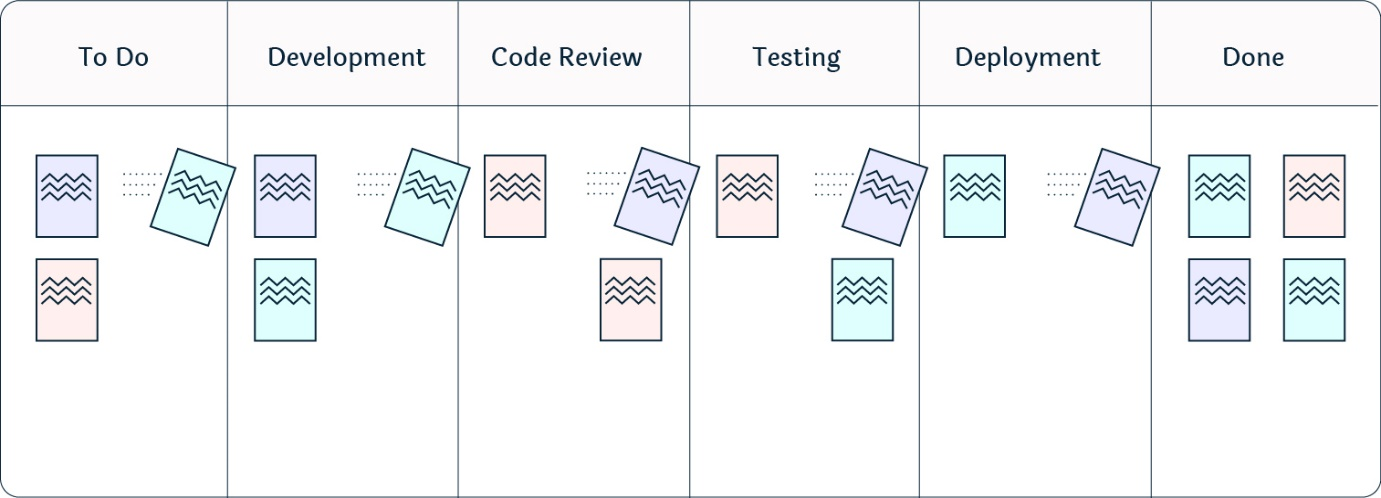 To Do
Development
Code Review
Testing
Deployment
Done